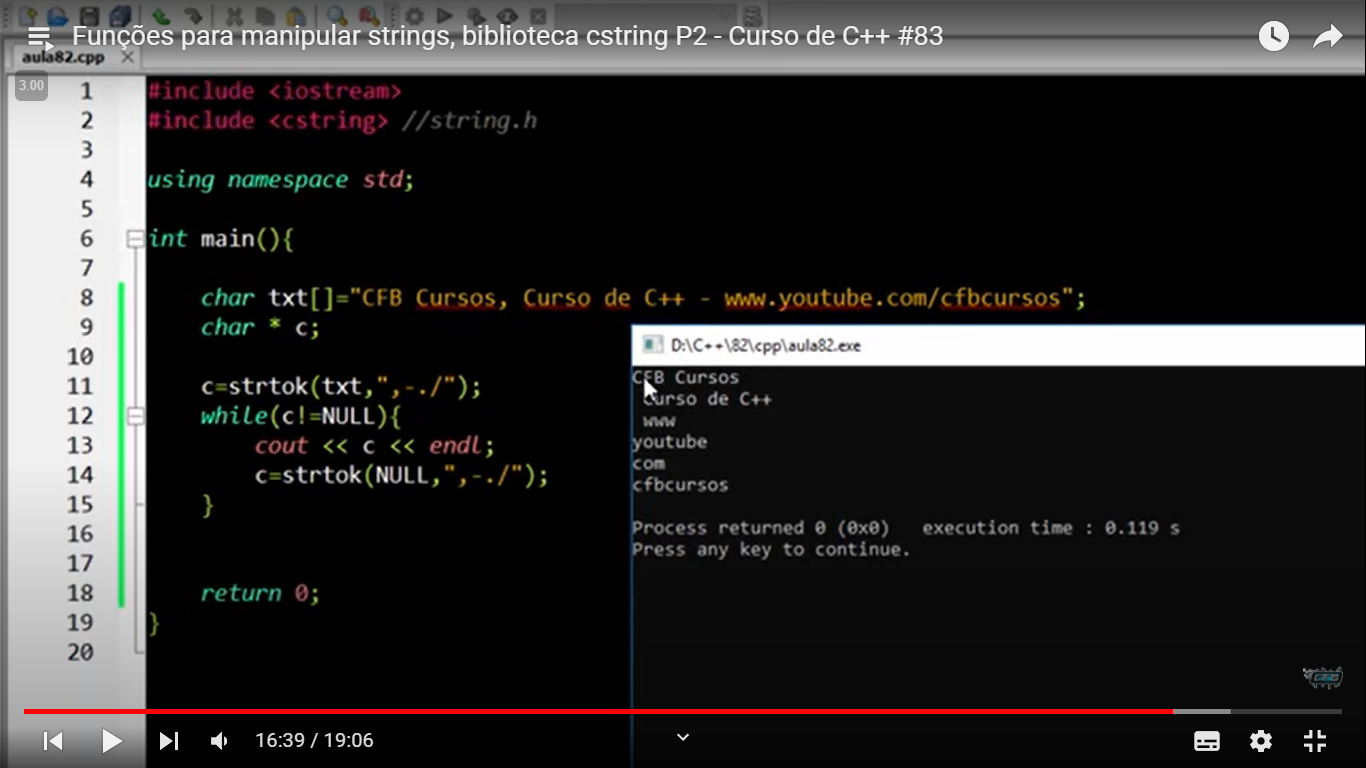 Funções para manipular strings, biblioteca cstring P2 - Curso de C++ #83
aula82.cpp
3.00
1 #include <iostream>
2 #include <cstring> //string.h
3
4 using namespace std;
5
6 int main(){
7
8 char txt[]="CFB Cursos, Curso de C++ - www.youtube.com/cfbcursos";
9 char * c;
10
11 c=strtok(txt,",-./");
12 while(c!=NULL){
13 cout << c << endl;
14 c=strtok(NULL,",-./");
15 }
16
17
18 return 0;
19 }
20
D:\C++\82\cpp\aula82.exe
CFB Cursos
Curso de C++
www
youtube
com
cfbcursos
Process returned 0 (0x0) execution time : 0.119 s
Press any key to continue.
16:39 / 19:06